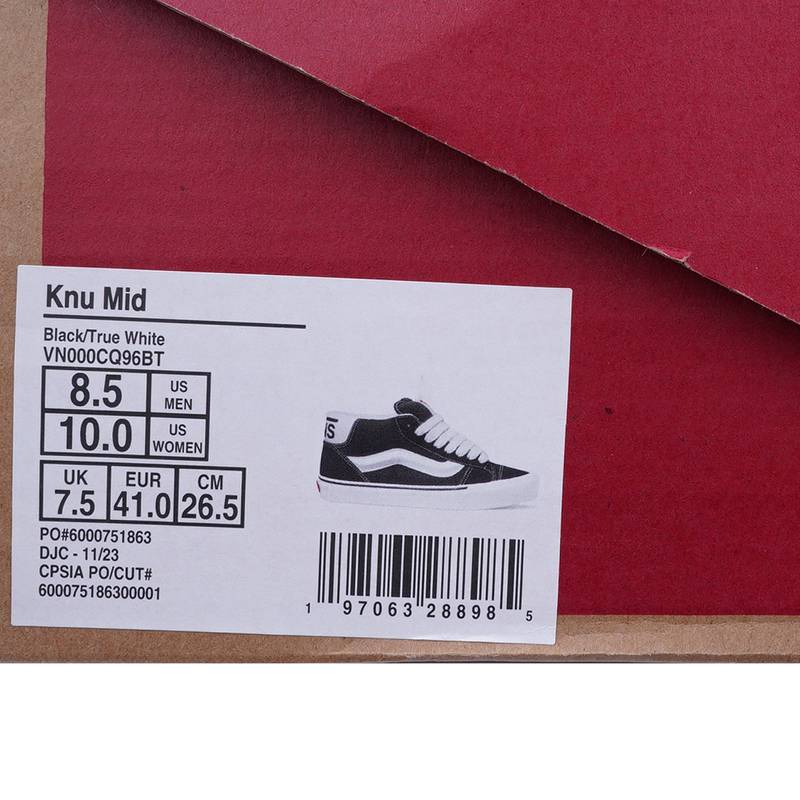 Knu Mid
Black/True White
VN000CQ96BT
8.5 US MEN
10.0 US WOMEN
UK EUR CM
7.5 41.0 26.5
PO#6000751863
DJC - 11/23
CPSIA PO/CUT#
600075186300001
1 97063 28898 5